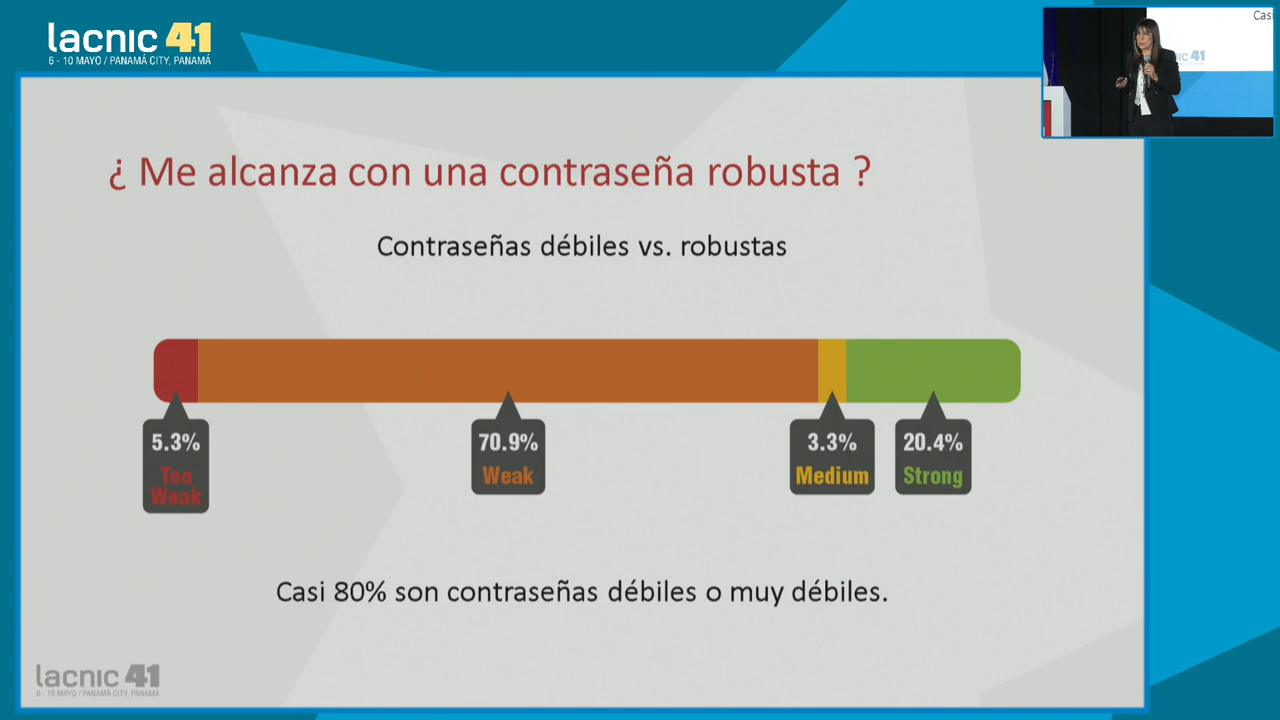 lacnic 41
6 - 10 MAYO / PANAMÁ CITY, PANAMÁ
Casi
nic 41
¿ Me alcanza con una contraseña robusta ?
Contraseñas débiles vs. robustas
5.3%
Too
Weak
70.9%
Weak
3.3%
Medium
20.4%
Strong
Casi 80% son contraseñas débiles o muy débiles.
lacnic 41
6 - 10 MAYO / PANAMÁ CITY, PANAMÁ